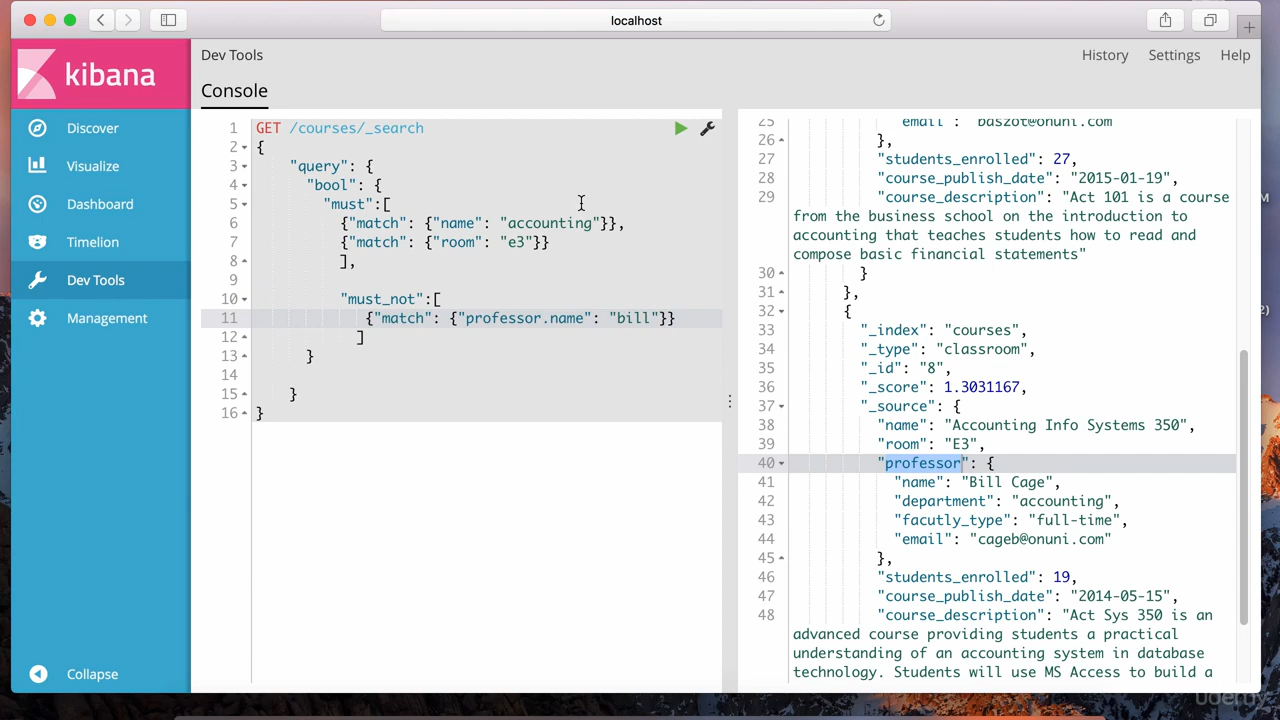 localhost
kibana
Discover
Visualize
Dashboard
Timelion
Dev Tools
Management
Collapse
Dev Tools
History Settings Help
Console
1 GET /courses/_search
2 {
3 "query": {
4 "bool": {
5 "must":[
6 {"match": {"name": "accounting"}},
7 {"match": {"room": "e3"}}
8 ],
9
10 "must_not":[
11 {"match": {"professor.name": "bill"}}
12 ]
13 }
14
15 }
16 }
25 "email" : "baszot@onuni.com"
26 },
27 "students_enrolled": 27,
28 "course_publish_date": "2015-01-19",
29 "course_description": "Act 101 is a course
from the business school on the introduction to
accounting that teaches students how to read and
compose basic financial statements"
30 }
31 },
32 {
33 "_index": "courses",
34 "_type": "classroom",
35 "_id": "8",
36 "_score": 1.3031167,
37 "_source": {
38 "name": "Accounting Info Systems 350",
39 "room": "E3",
40 "professor": {
41 "name": "Bill Cage",
42 "department": "accounting",
43 "facutly_type": "full-time",
44 "email": "cageb@onuni.com"
45 },
46 "students_enrolled": 19,
47 "course_publish_date": "2014-05-15",
48 "course_description": "Act Sys 350 is an
advanced course providing students a practical
understanding of an accounting system in database
technology. Students will use MS Access to build a
udemy